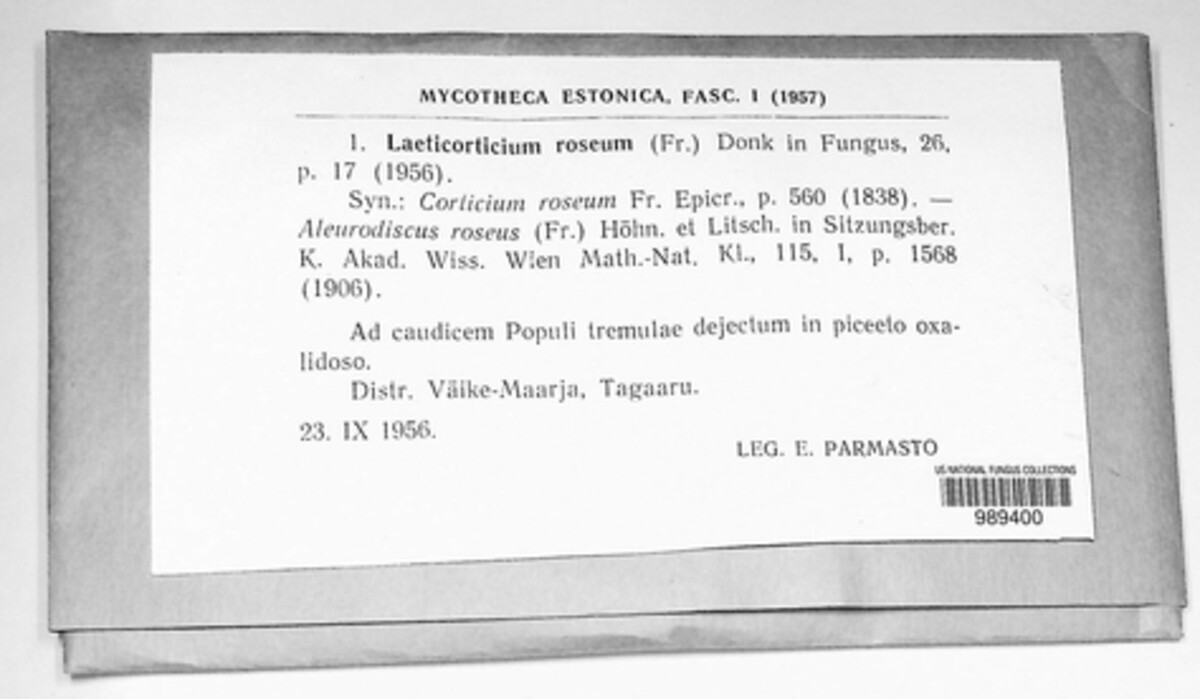 MYCOTHECA ESTONICA, FASC. I (1957)
1. Laeticorticium roseum (Fr.) Donk in Fungus, 26,
p. 17 (1956).
Syn.: Corticium roseum Fr. Epicr., p. 560 (1838). —
Aleurodiscus roseus (Fr.) Höhn. et Litsch. in Sitzungsber.
K. Akad. Wiss. Wien Math.-Nat. Kl., 115, I, p. 1568
(1906).
Ad caudicem Populi tremulae dejectum in piceeto oxa-
lidoso.
Distr. Väike-Maarja, Tagaaru.
23. IX 1956.
LEG. E. PARMASTO
US NATIONAL FUNGUS COLLECTIONS
989400